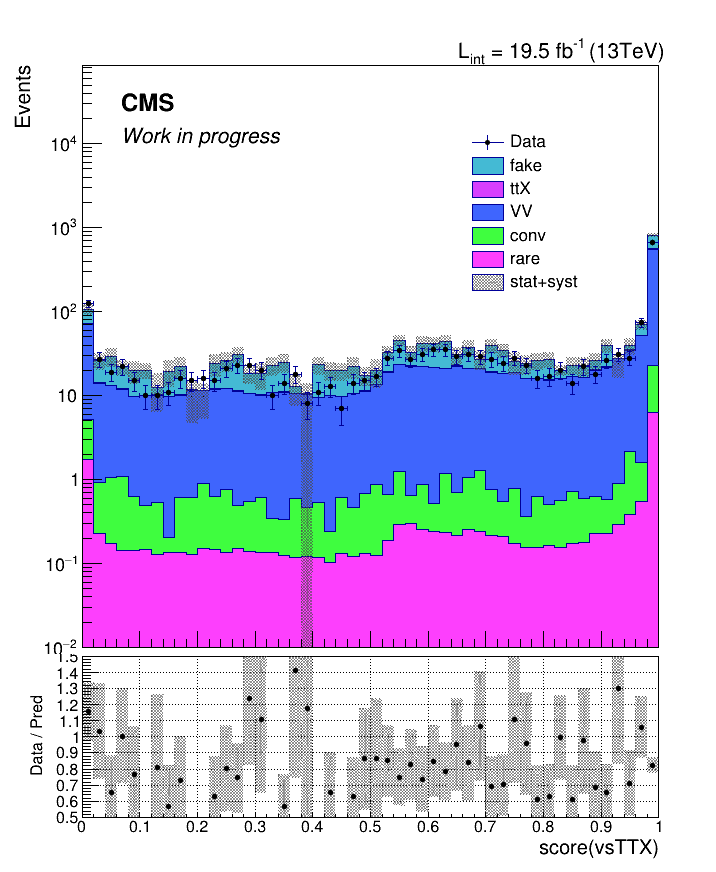 L_int = 19.5 fb^-1 (13TeV)
Events
CMS
Work in progress
Data
fake
ttX
VV
conv
rare
stat+syst
10^4
10^3
10^2
10
1
10^-1
10^-2
Data / Pred
1.5
1.4
1.3
1.2
1.1
1
0.9
0.8
0.7
0.6
0.5
0 0.1 0.2 0.3 0.4 0.5 0.6 0.7 0.8 0.9 1
score(vsTTX)